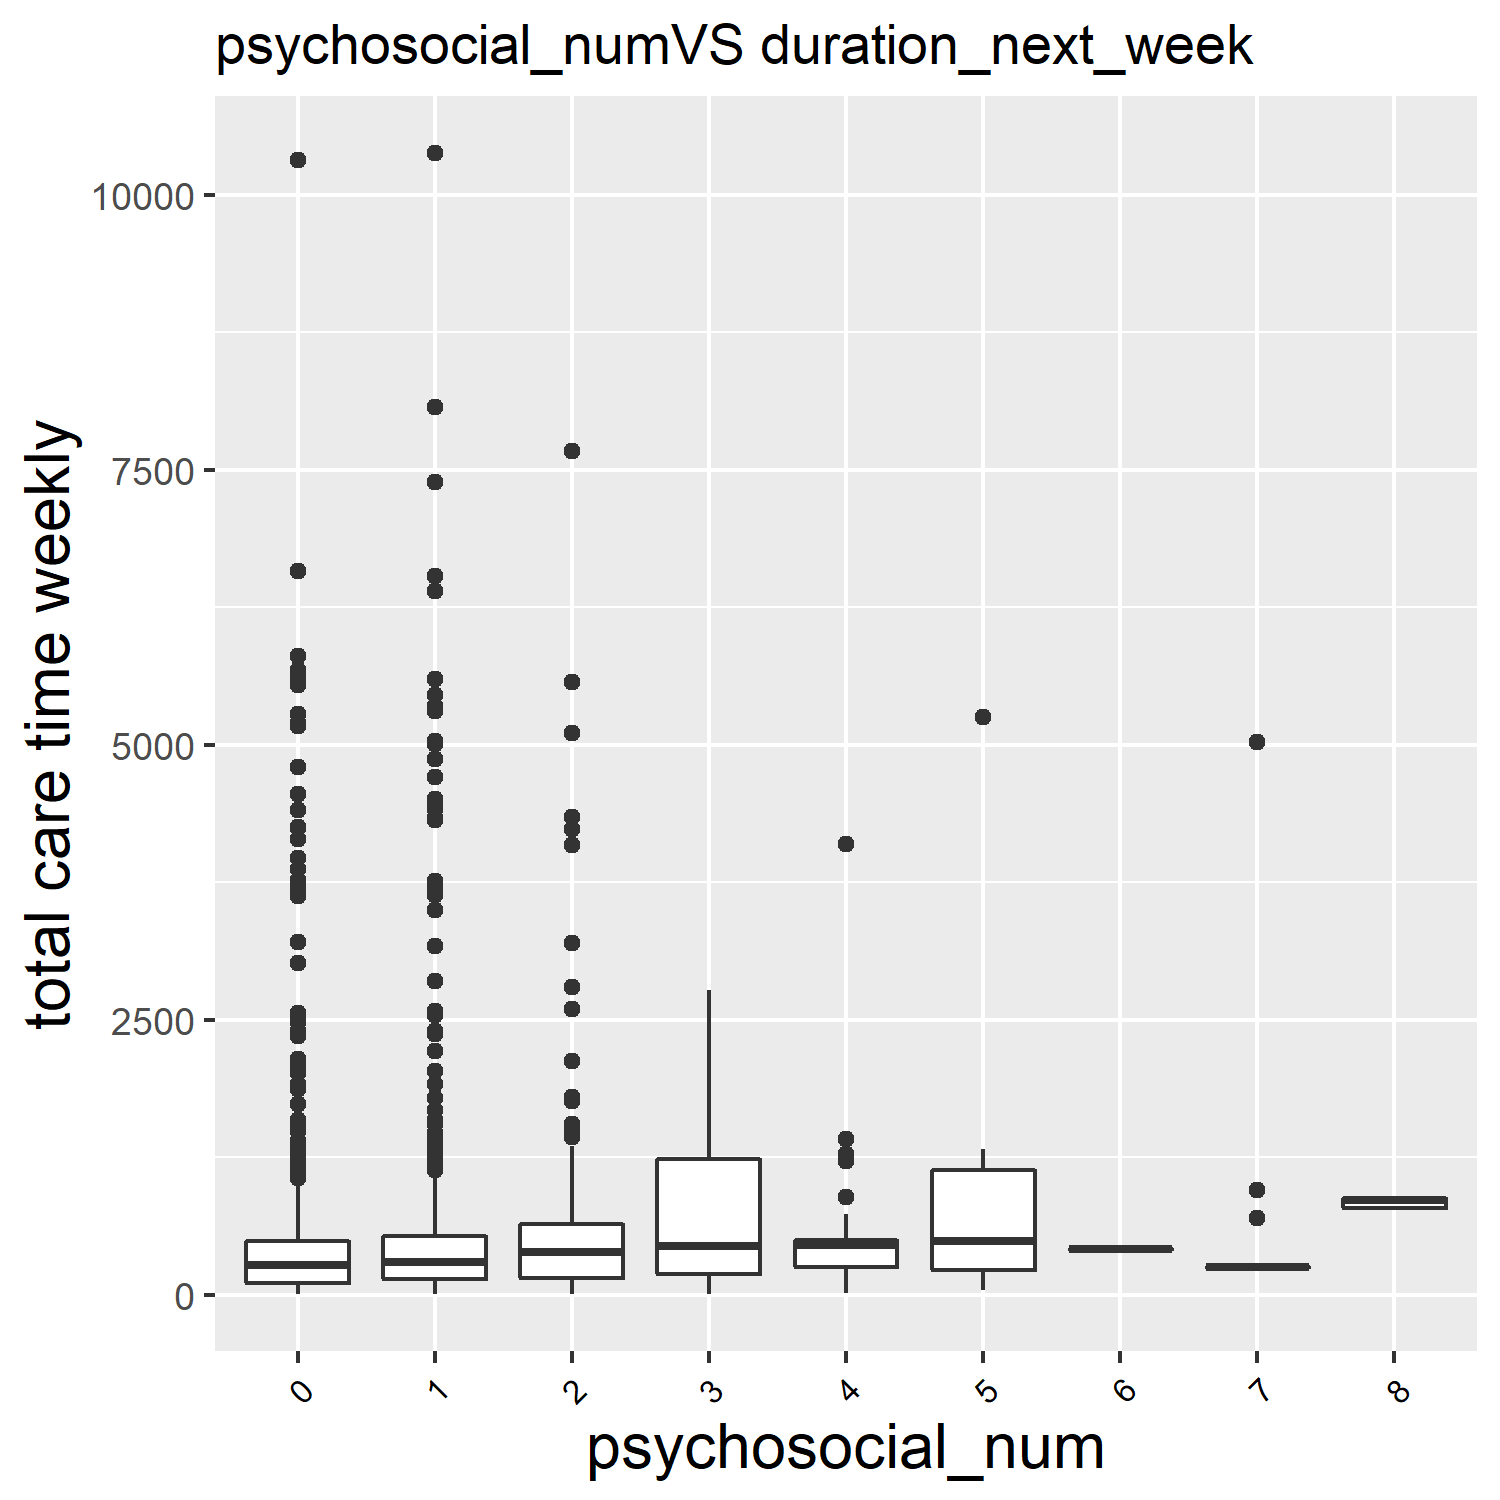 psychosocial_numVS duration_next_week
total care time weekly
10000
7500
5000
2500
0
0 1 2 3 4 5 6 7 8
psychosocial_num